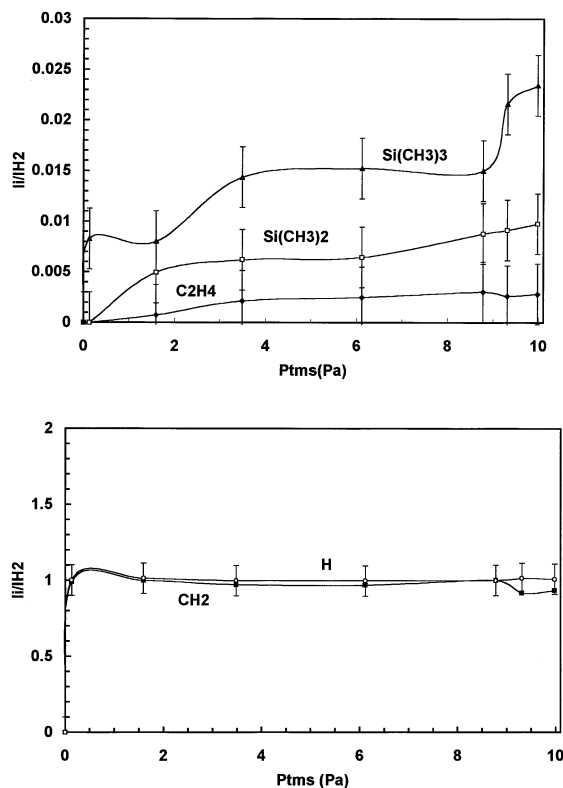 0.03
0.025
0.02
0.015
0.01
0.005
0
Ii/IH2
Si(CH3)3
Si(CH3)2
C2H4
0 2 4 6 8 10
Ptms(Pa)
2
1.5
1
0.5
0
Ii/IH2
H
CH2
0 2 4 6 8 10
Ptms (Pa)